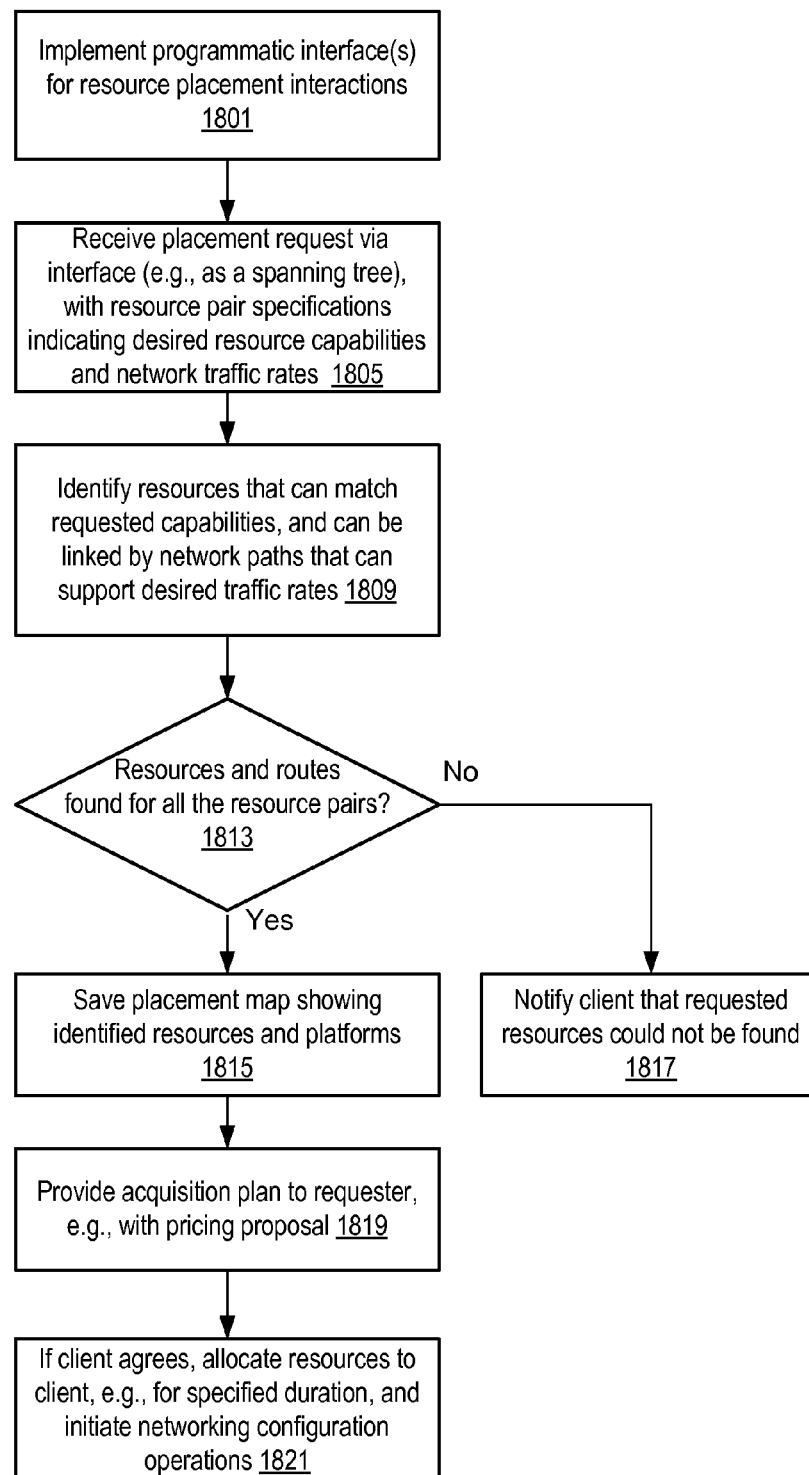 Implement programmatic interface(s)
for resource placement interactions
1801
Receive placement request via
interface (e.g., as a spanning tree),
with resource pair specifications
indicating desired resource capabilities
and network traffic rates 1805
Identify resources that can match
requested capabilities, and can be
linked by network paths that can
support desired traffic rates 1809
Resources and routes
found for all the resource pairs?
1813
No
Yes
Save placement map showing
identified resources and platforms
1815
Notify client that requested
resources could not be found
1817
Provide acquisition plan to requester,
e.g., with pricing proposal 1819
If client agrees, allocate resources to
client, e.g., for specified duration, and
initiate networking configuration
operations 1821